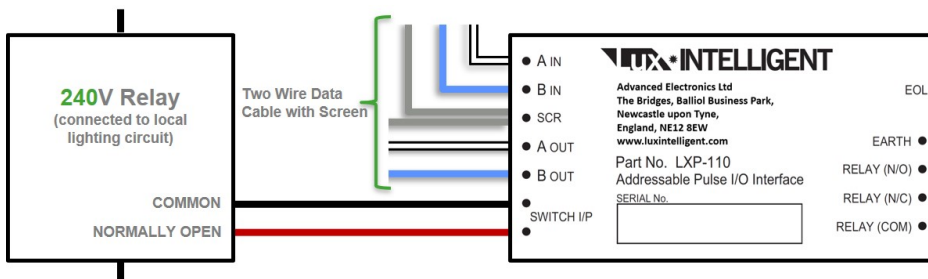 240V Relay
(connected to local
lighting circuit)
COMMON
NORMALLY OPEN
Two Wire Data
Cable with Screen
A IN
B IN
SCR
A OUT
B OUT
SWITCH I/P
LUX INTELLIGENT
Advanced Electronics Ltd
The Bridges, Balliol Business Park,
Newcastle upon Tyne,
England, NE12 8EW
www.luxintelligent.com
Part No. LXP-110
Addressable Pulse I/O Interface
SERIAL No.
EOL
EARTH
RELAY (N/O)
RELAY (N/C)
RELAY (COM)